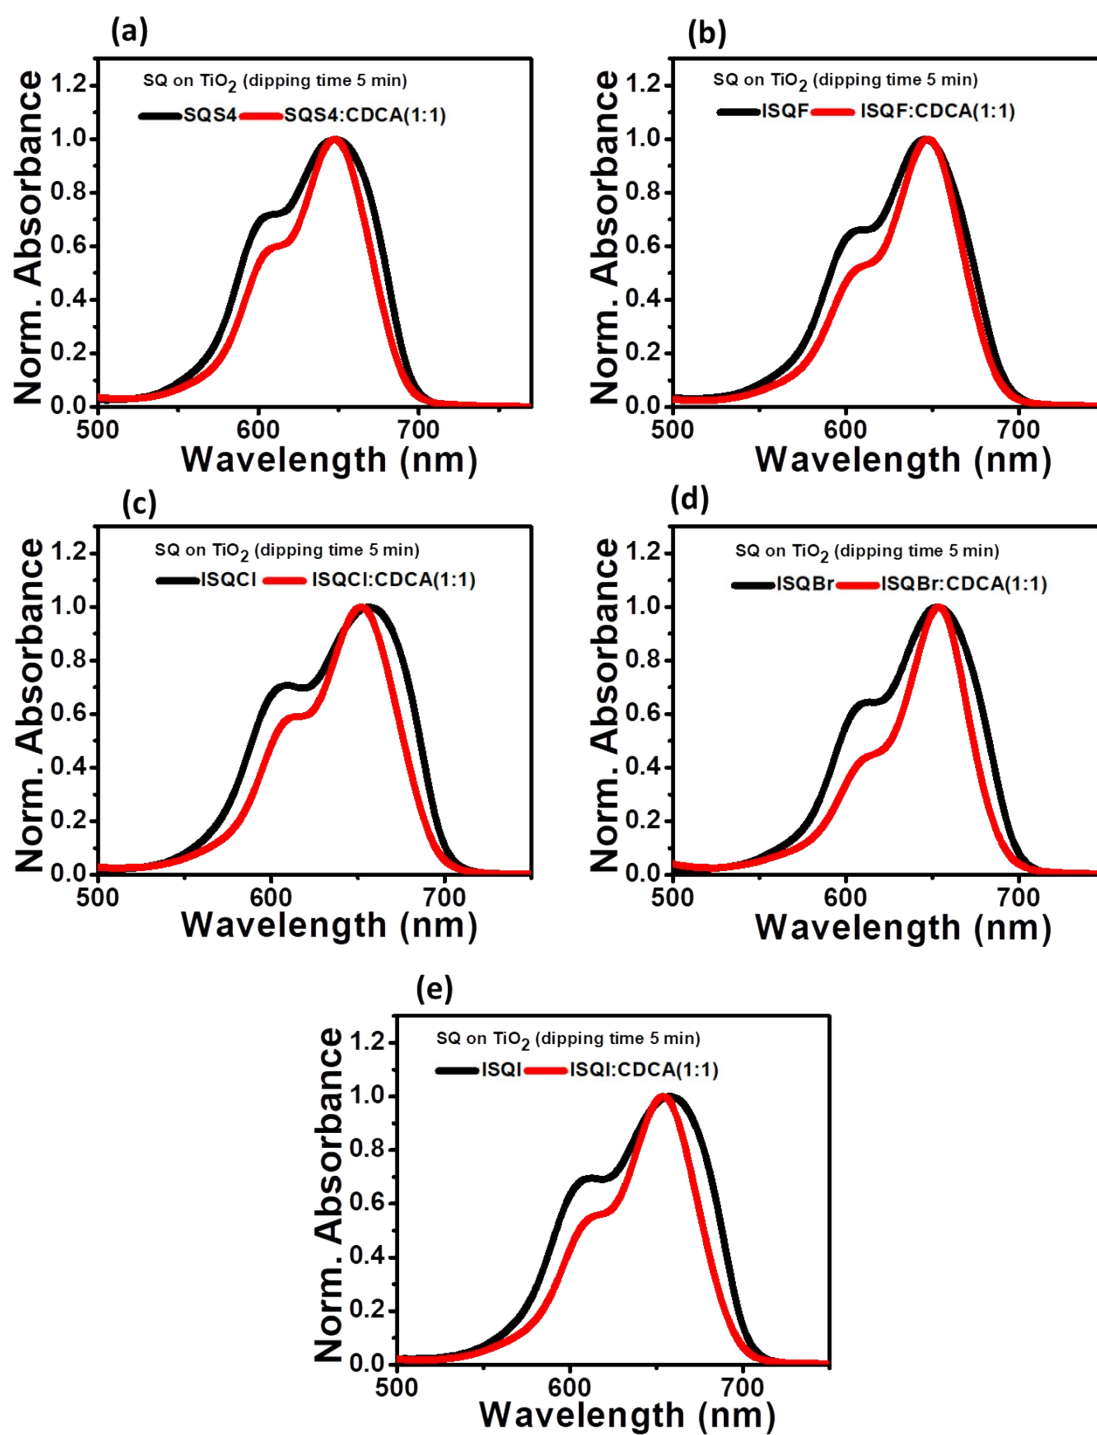 (a)
SQ on TiO2 (dipping time 5 min)
SQS4 SQS4:CDCA(1:1)
Norm. Absorbance
1.2
1.0
0.8
0.6
0.4
0.2
0.0
500 600 700
Wavelength (nm)
(b)
SQ on TiO2 (dipping time 5 min)
ISQF ISQF:CDCA(1:1)
Norm. Absorbance
1.2
1.0
0.8
0.6
0.4
0.2
0.0
500 600 700
Wavelength (nm)
(c)
SQ on TiO2 (dipping time 5 min)
ISQCl ISQCl:CDCA(1:1)
Norm. Absorbance
1.2
1.0
0.8
0.6
0.4
0.2
0.0
500 600 700
Wavelength (nm)
(d)
SQ on TiO2 (dipping time 5 min)
ISQBr ISQBr:CDCA(1:1)
Norm. Absorbance
1.2
1.0
0.8
0.6
0.4
0.2
0.0
500 600 700
Wavelength (nm)
(e)
SQ on TiO2 (dipping time 5 min)
ISQI ISQI:CDCA(1:1)
Norm. Absorbance
1.2
1.0
0.8
0.6
0.4
0.2
0.0
500 600 700
Wavelength (nm)